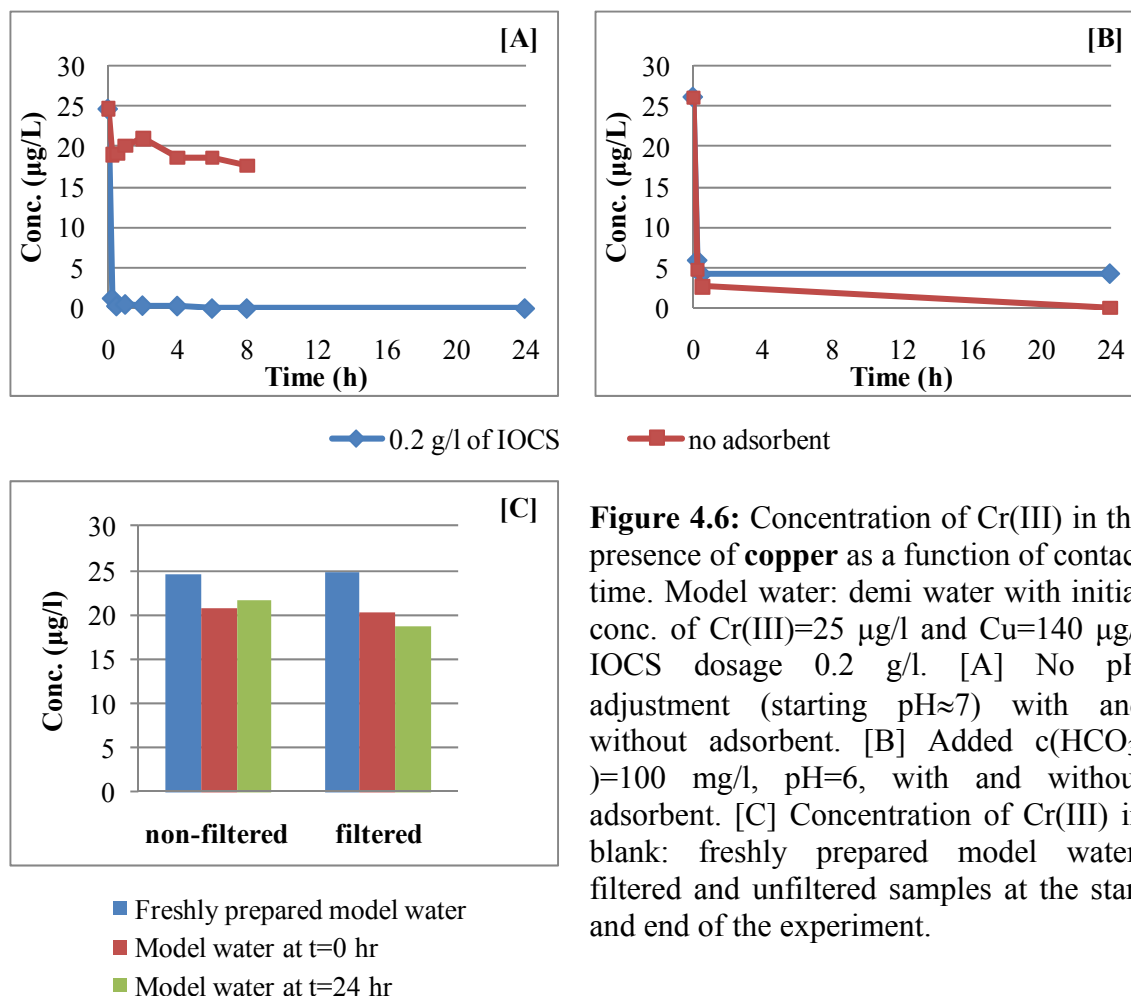 [A]
30
25
20
15
10
5
0
Conc. (µg/L)
0 4 8 12 16 20 24
Time (h)
[B]
30
25
20
15
10
5
0
Conc. (µg/L)
0 4 8 12 16 20 24
Time (h)
0.2 g/l of IOCS
no adsorbent
[C]
30
25
20
15
10
5
0
Conc. (µg/l)
non-filtered filtered
Freshly prepared model water
Model water at t=0 hr
Model water at t=24 hr
Figure 4.6: Concentration of Cr(III) in th
presence of copper as a function of contac
time. Model water: demi water with initia
conc. of Cr(III)=25 µg/l and Cu=140 µg/
IOCS dosage 0.2 g/l. [A] No pH
adjustment (starting pH≈7) with and
without adsorbent. [B] Added c(HCO3
)=100 mg/l, pH=6, with and withou
adsorbent. [C] Concentration of Cr(III) i
blank: freshly prepared model water
filtered and unfiltered samples at the star
and end of the experiment.